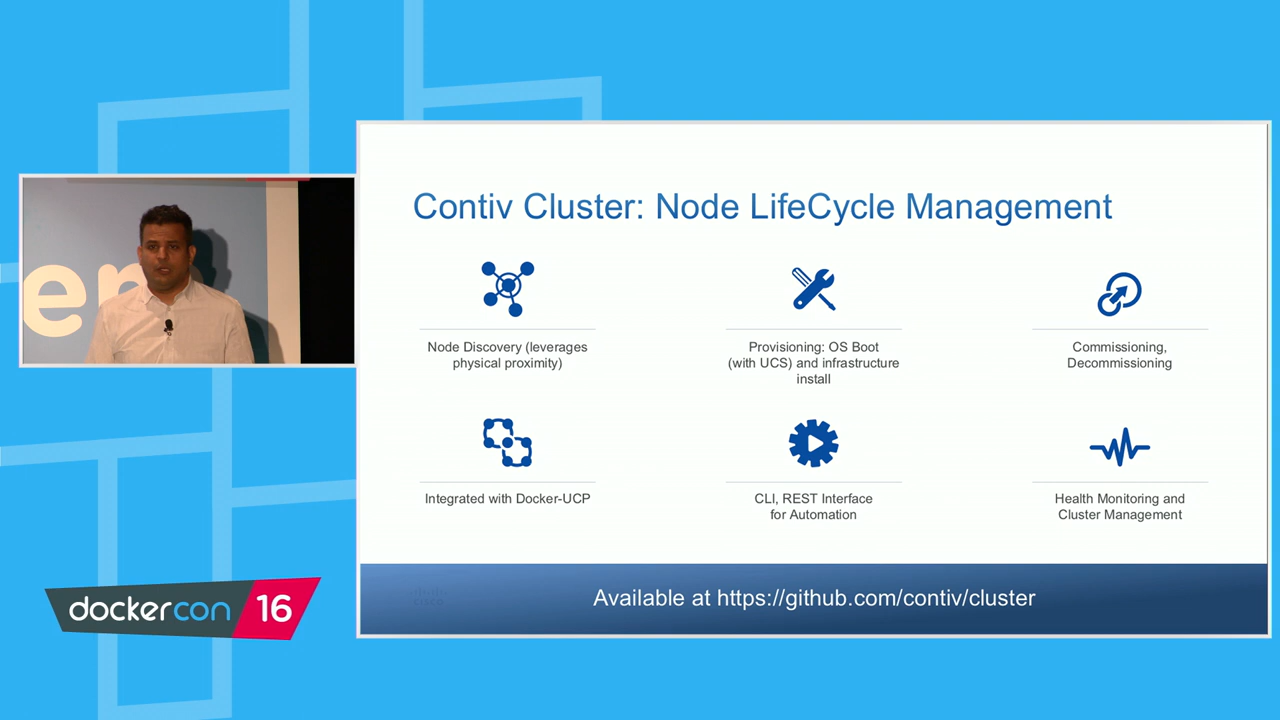 Contiv Cluster: Node LifeCycle Management
Node Discovery (leverages
physical proximity)
Provisioning: OS Boot
(with UCS) and infrastructure
install
Commissioning,
Decommissioning
Integrated with Docker-UCP
CLI, REST Interface
for Automation
Health Monitoring and
Cluster Management
Available at https://github.com/contiv/cluster
en
dockercon 16